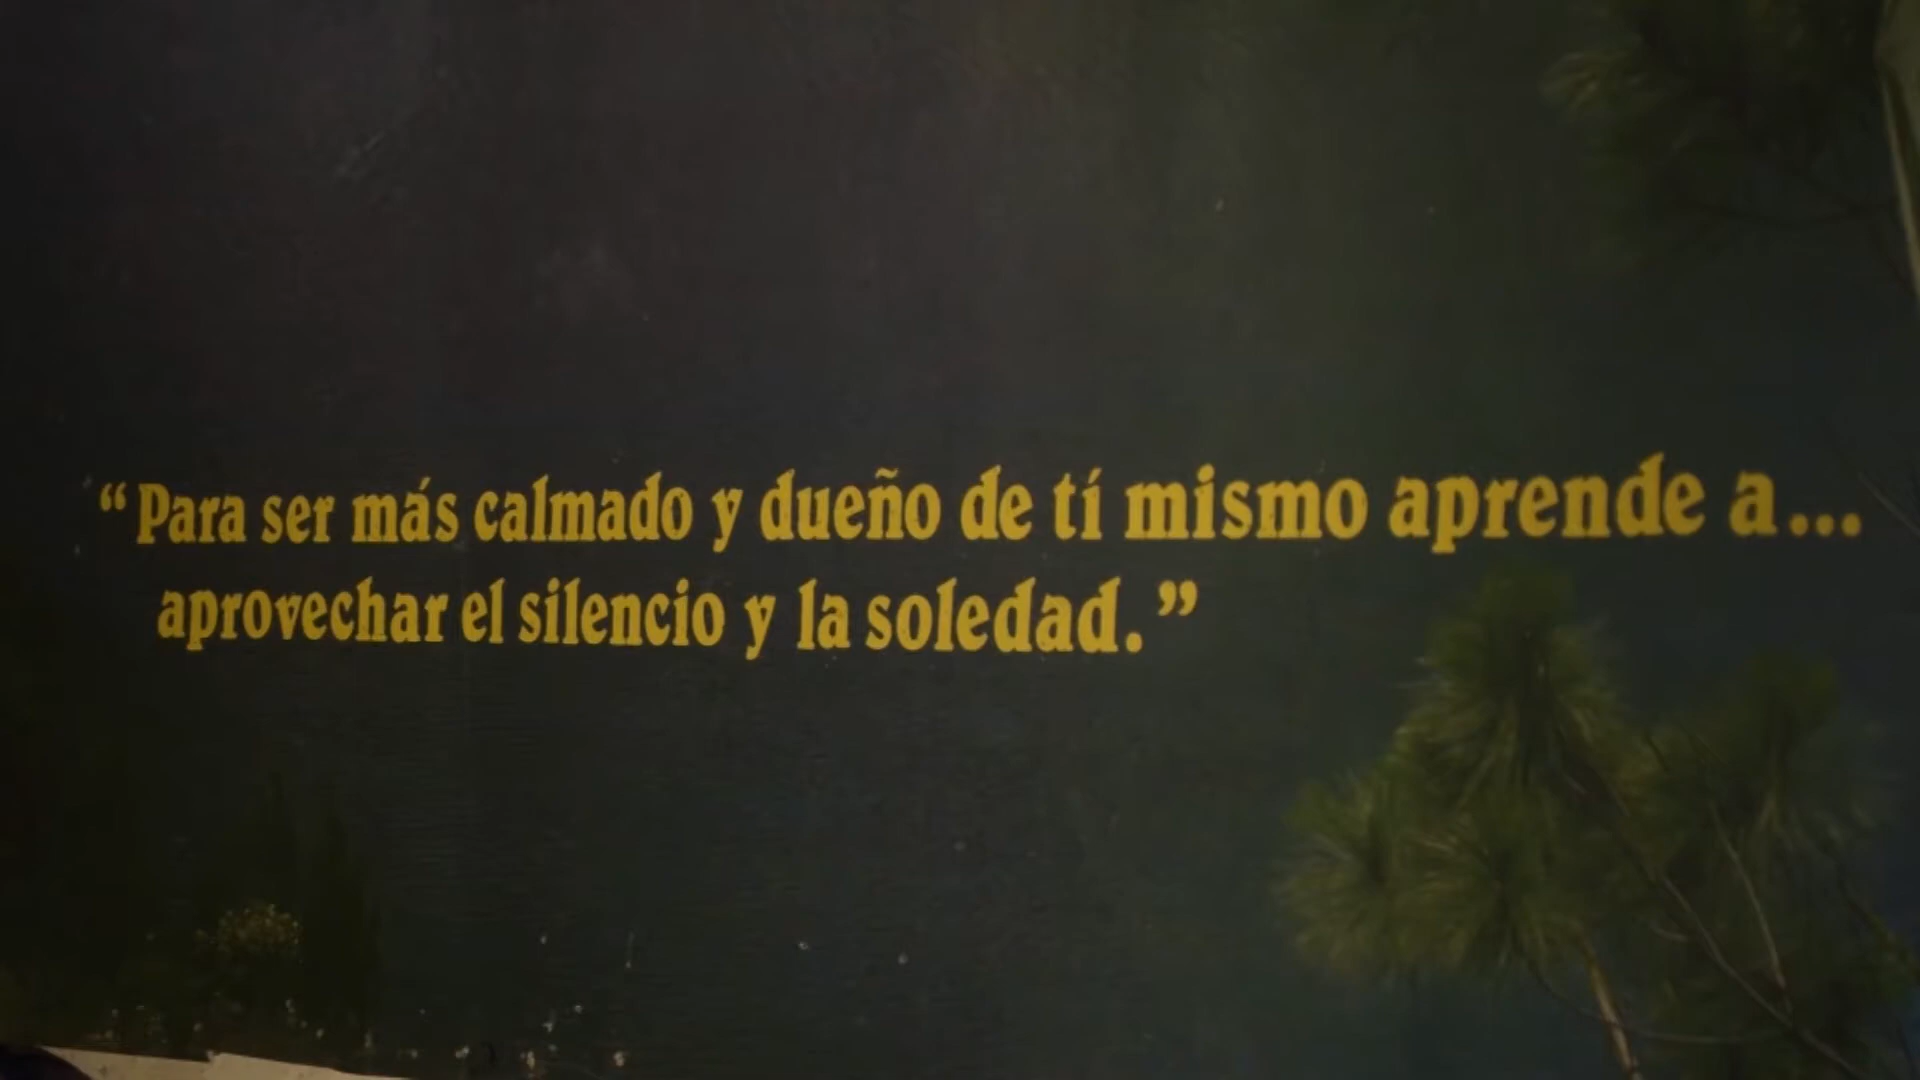 “Para ser más calmado y dueño de tí mismo aprende a...
aprovechar el silencio y la soledad.”